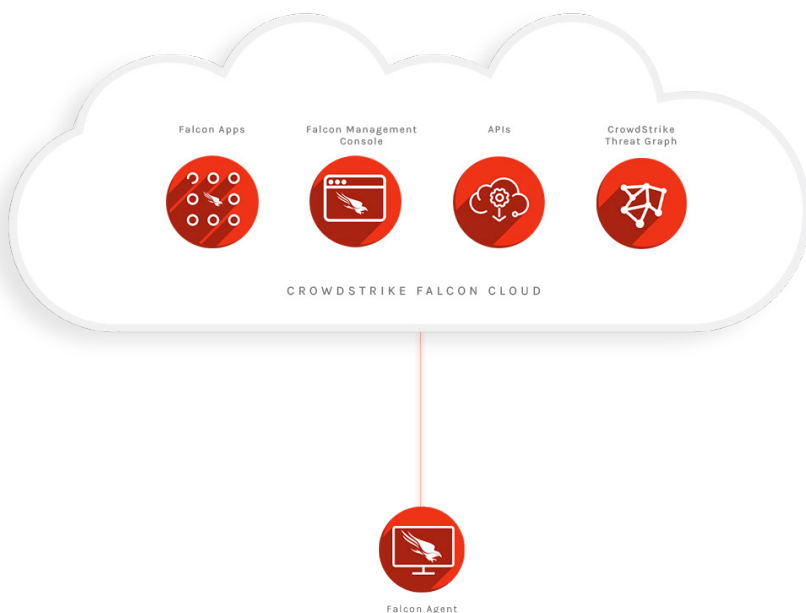 Falcon Apps
Falcon Management
Console
APIs
CrowdStrike
Threat Graph
CROWDSTRIKE FALCON CLOUD
Falcon Agent